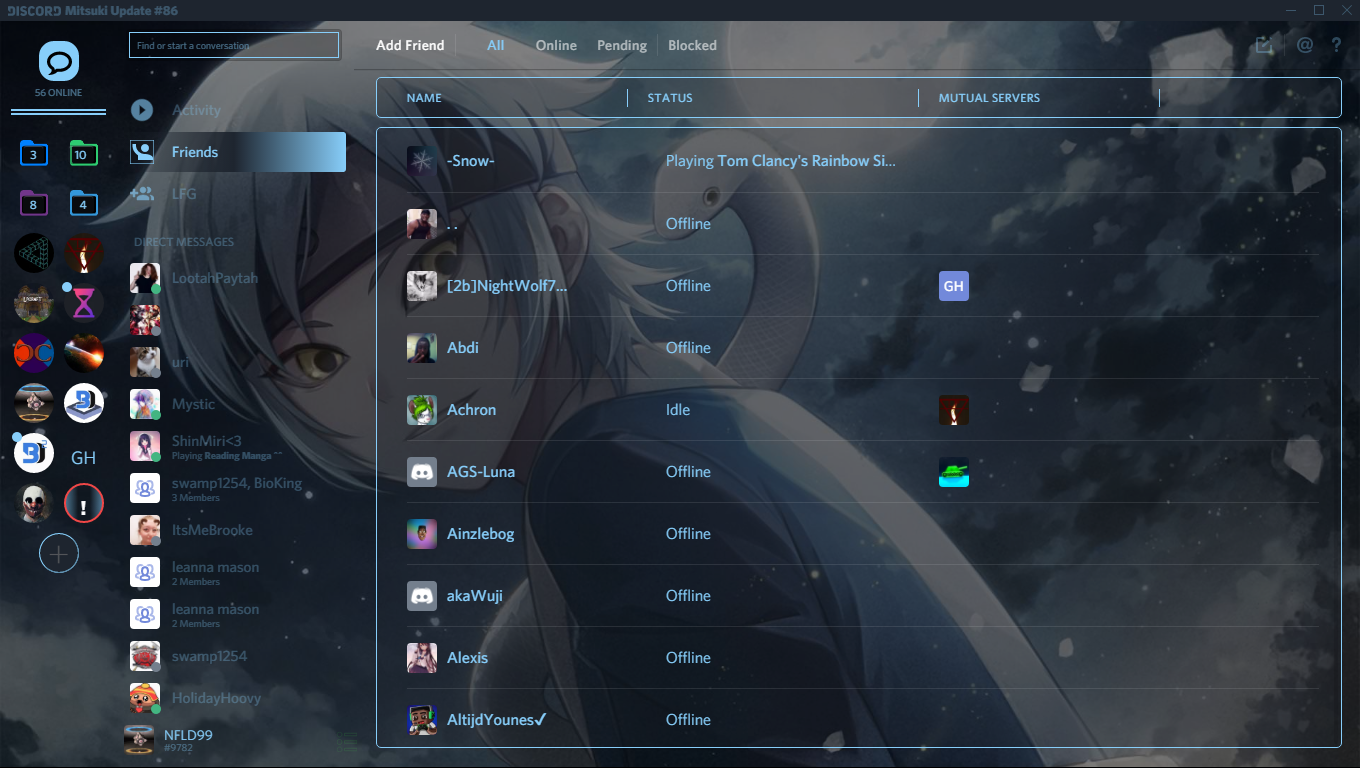 DISCORD Mitsuki Update #86
56 ONLINE
3
10
8
4
GH
!
Find or start a conversation
Activity
Friends
LFG
DIRECT MESSAGES
LootahPaytah
uri
Mystic
ShinMiri<3
Playing Reading Manga ^^
swamp1254, BioKing
3 Members
ItsMeBrooke
leanna mason
2 Members
leanna mason
2 Members
swamp1254
HolidayHoovy
NFLD99
#9782
Add Friend All Online Pending Blocked @ ?
NAME STATUS MUTUAL SERVERS
-Snow- Playing Tom Clancy's Rainbow Si...
. . Offline
[2b]NightWolf7... Offline GH
Abdi Offline
Achron Idle
AGS-Luna Offline
Ainzlebog Offline
akaWuji Offline
Alexis Offline
AltijdYounes✓ Offline